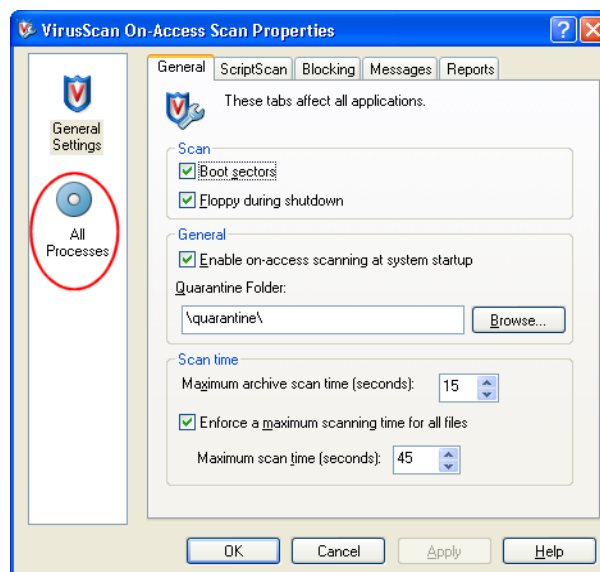 VirusScan On-Access Scan Properties
General Settings
All Processes
General
ScriptScan
Blocking
Messages
Reports
These tabs affect all applications.
Scan
Boot sectors
Floppy during shutdown
General
Enable on-access scanning at system startup
Quarantine Folder:
\quarantine\
Browse...
Scan time
Maximum archive scan time (seconds):
15
Enforce a maximum scanning time for all files
Maximum scan time (seconds):
45
OK
Cancel
Apply
Help